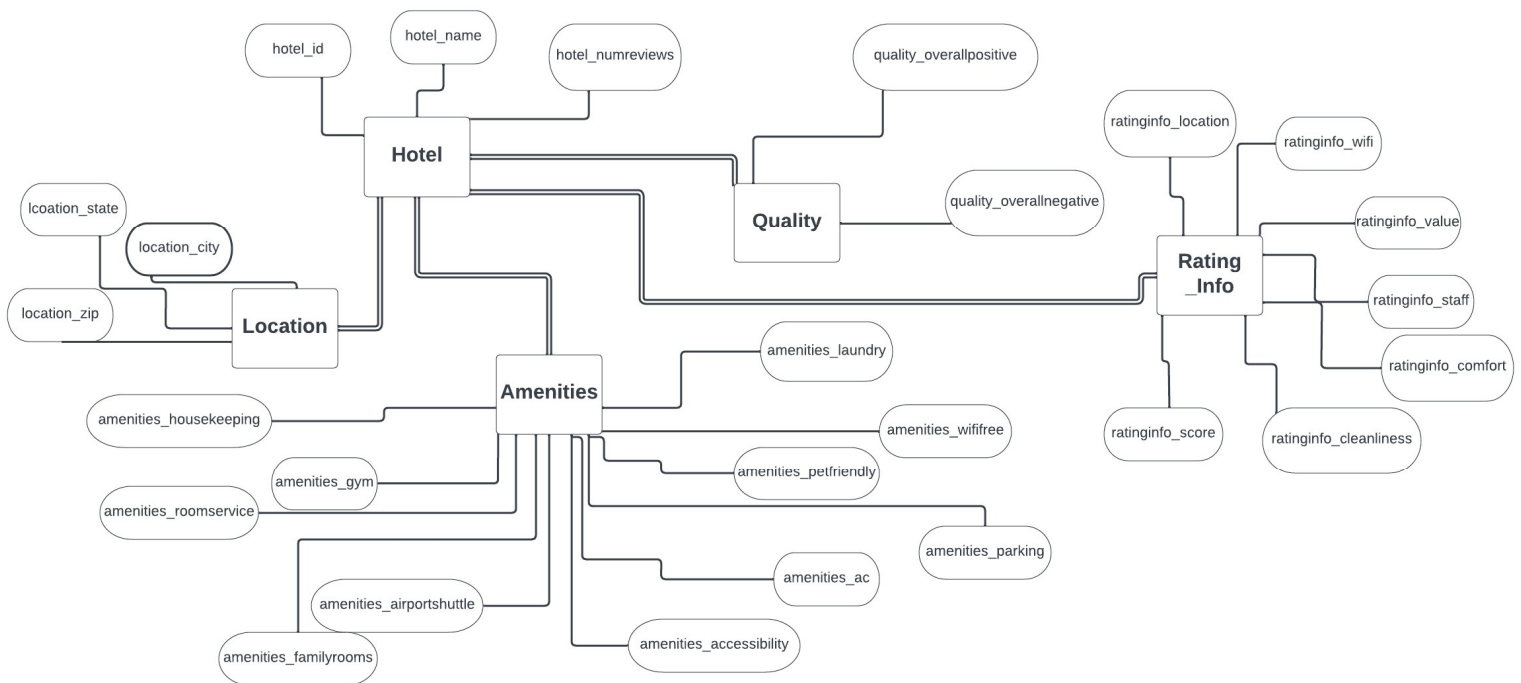 hotel_id
hotel_name
hotel_numreviews
quality_overallpositive
ratinginfo_location
ratinginfo_wifi
Hotel
lcoation_state
location_city
quality_overallnegative
Quality
ratinginfo_value
Rating
_Info
location_zip
Location
ratinginfo_staff
amenities_laundry
ratinginfo_comfort
Amenities
amenities_housekeeping
amenities_wififree
ratinginfo_score
ratinginfo_cleanliness
amenities_gym
amenities_petfriendly
amenities_roomservice
amenities_parking
amenities_ac
amenities_airportshuttle
amenities_accessibility
amenities_familyrooms